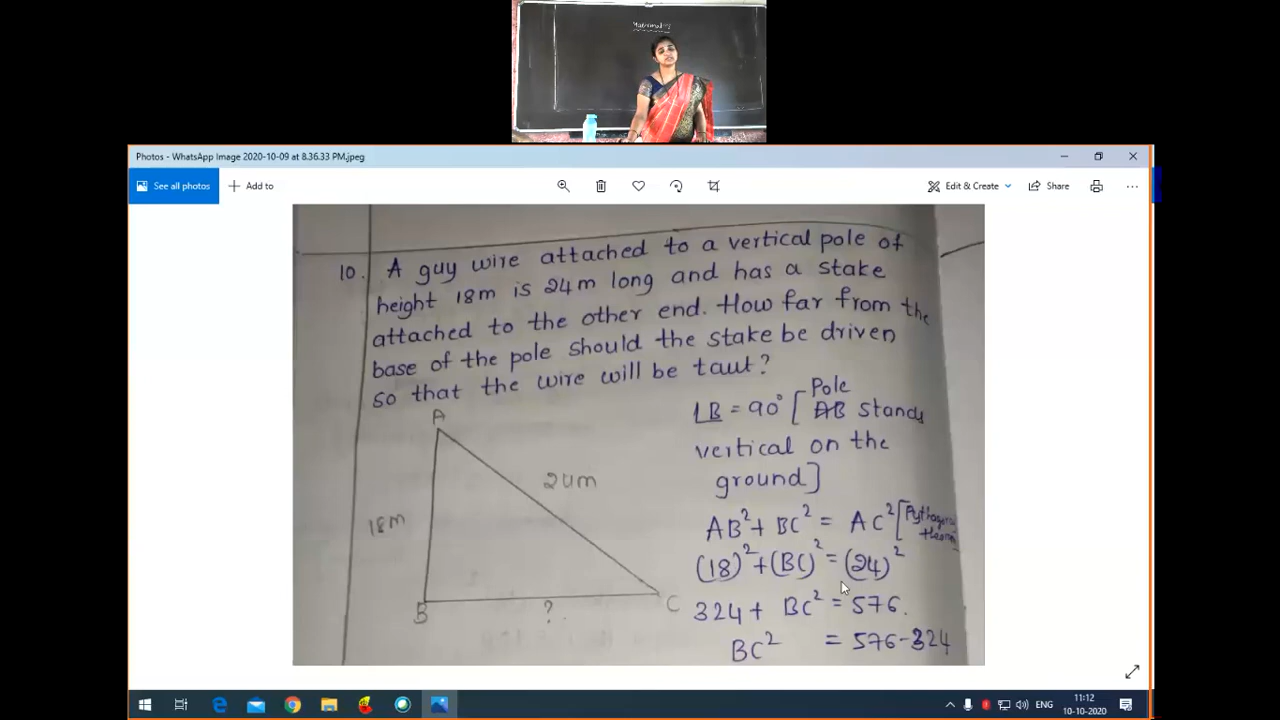 Mathematics
Photos - WhatsApp Image 2020-10-09 at 8.36.33 PM.jpeg
See all photos
Add to
Edit & Create
Share
10. A guy wire attached to a vertical pole of
height 18m is 24m long and has a stake
attached to the other end. How far from the
base of the pole should the stake be driven
so that the wire will be taut?
A
24m
18m
B
?
C
∟B = 90° [Pole
AB stands
vertical on the
ground]
AB² + BC² = AC² [Pythagoras
theorem
(18)² + (BC)² = (24)²
324 + BC² = 576.
BC² = 576-324
ENG
11:12
10-10-2020